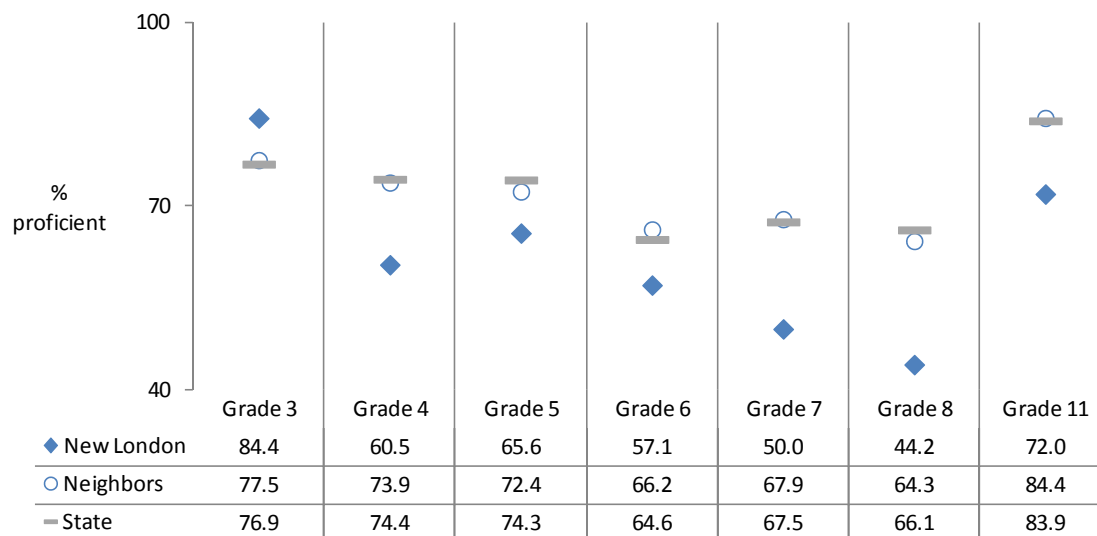 100
%
proficient
70
40
Grade 3 Grade 4 Grade 5 Grade 6 Grade 7 Grade 8 Grade 11
New London 84.4 60.5 65.6 57.1 50.0 44.2 72.0
Neighbors 77.5 73.9 72.4 66.2 67.9 64.3 84.4
State 76.9 74.4 74.3 64.6 67.5 66.1 83.9